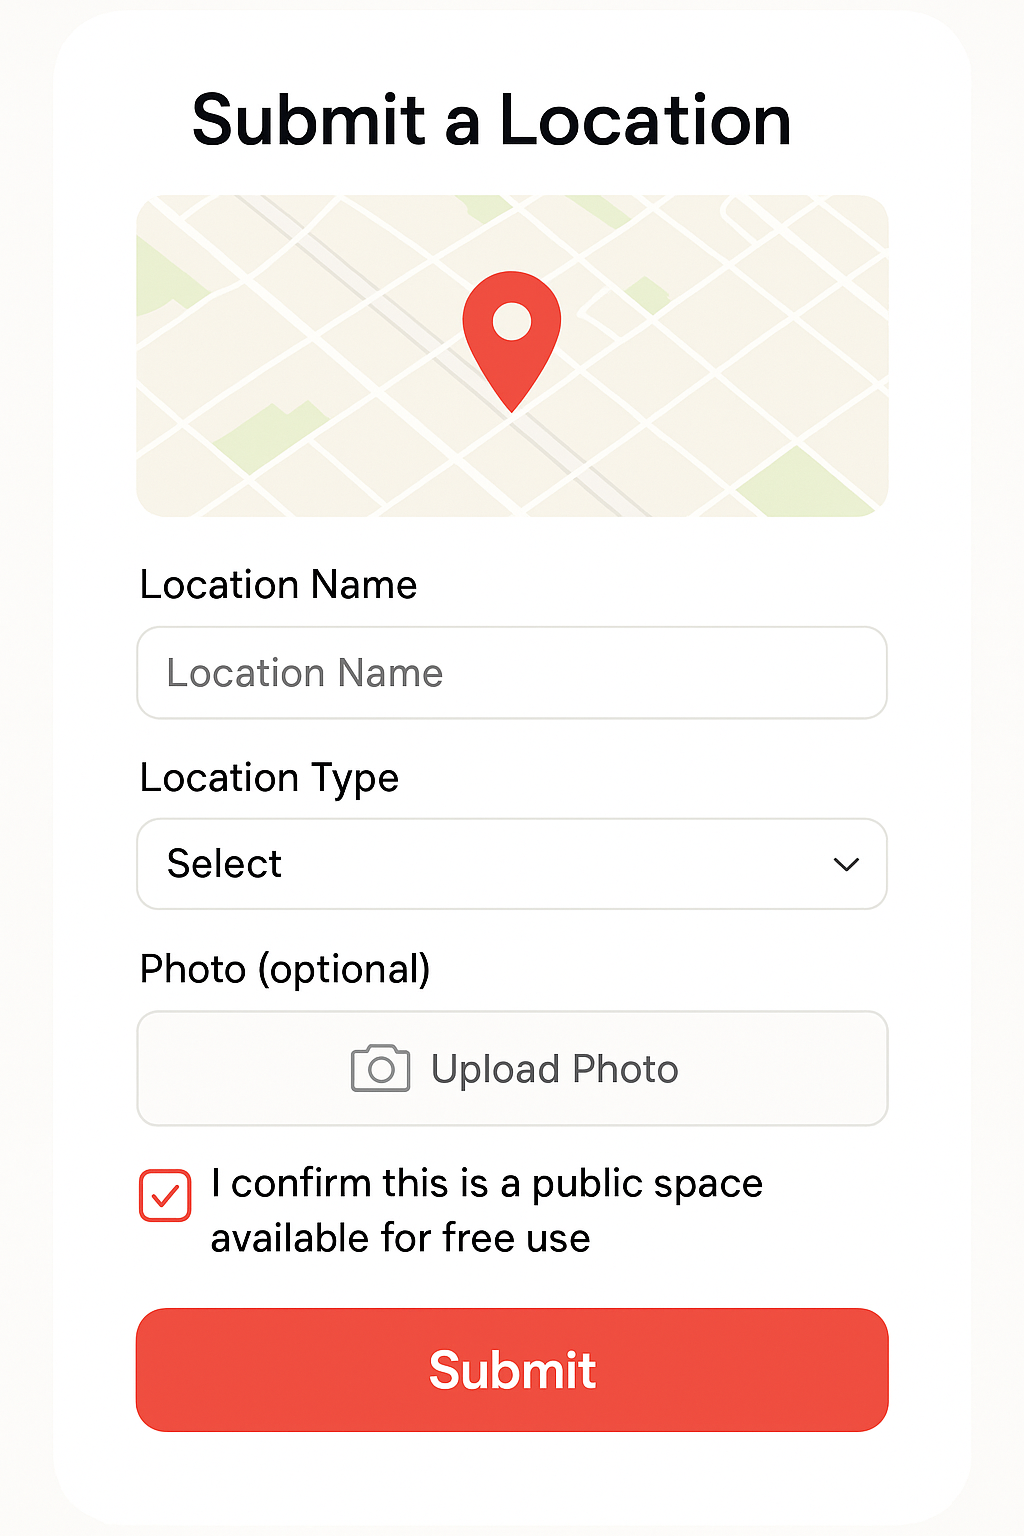 Submit a Location
Location Name
Location Name
Location Type
Select
Photo (optional)
Upload Photo
I confirm this is a public space
available for free use
Submit